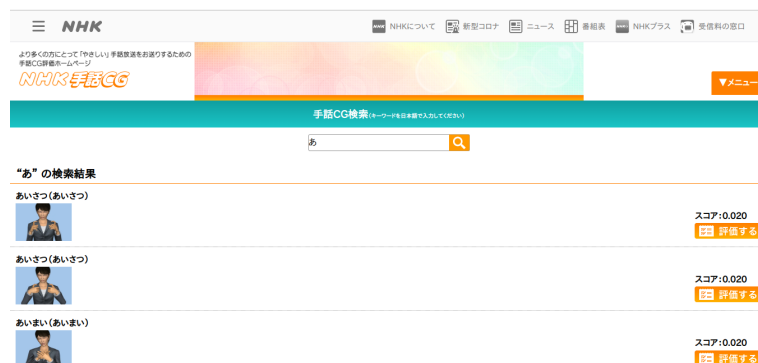 NHK
NHKについて 新型コロナ ニュース 番組表 NHKプラス 受信料の窓口
より多くの方にとって「やさしい」手話放送をお送りするための
手話CG評価ホームページ
NHK手話CG
▼メニュー
手話CG検索(キーワードを日本語で入力してください)
あ
“あ” の検索結果
あいさつ(あいさつ)
スコア:0.020
評価する
あいさつ(あいさつ)
スコア:0.020
評価する
あいまい(あいまい)
スコア:0.020
評価する